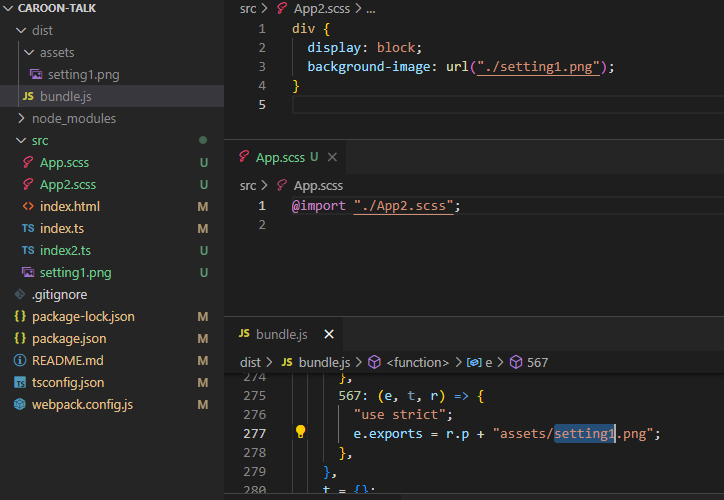 CAROON-TALK
dist
assets
setting1.png
JS bundle.js
node_modules
src
App.scss U
App2.scss U
<> index.html M
TS index.ts M
TS index2.ts U
setting1.png U
.gitignore
{} package-lock.json M
{} package.json M
README.md M
TS tsconfig.json M
webpack.config.js M
src > App2.scss > ...
1 div {
2 display: block;
3 background-image: url("./setting1.png");
4 }
5
App.scss U ×
src > App.scss
1 @import "./App2.scss";
2
JS bundle.js ×
dist > JS bundle.js > <function> > e > 567
274 },
275 567: (e, t, r) => {
276 "use strict";
277 e.exports = r.p + "assets/setting1.png";
278 },
279 },
280 t = {};